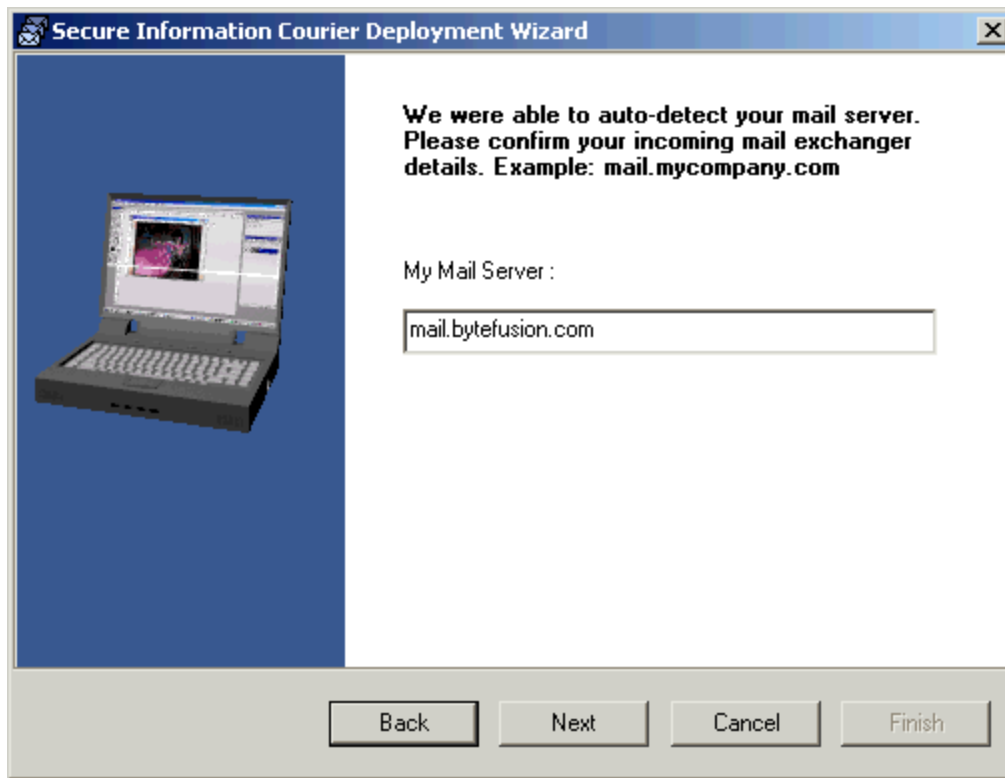 Secure Information Courier Deployment Wizard
We were able to auto-detect your mail server.
Please confirm your incoming mail exchanger
details. Example: mail.mycompany.com
My Mail Server :
mail.bytefusion.com
Back Next Cancel Finish